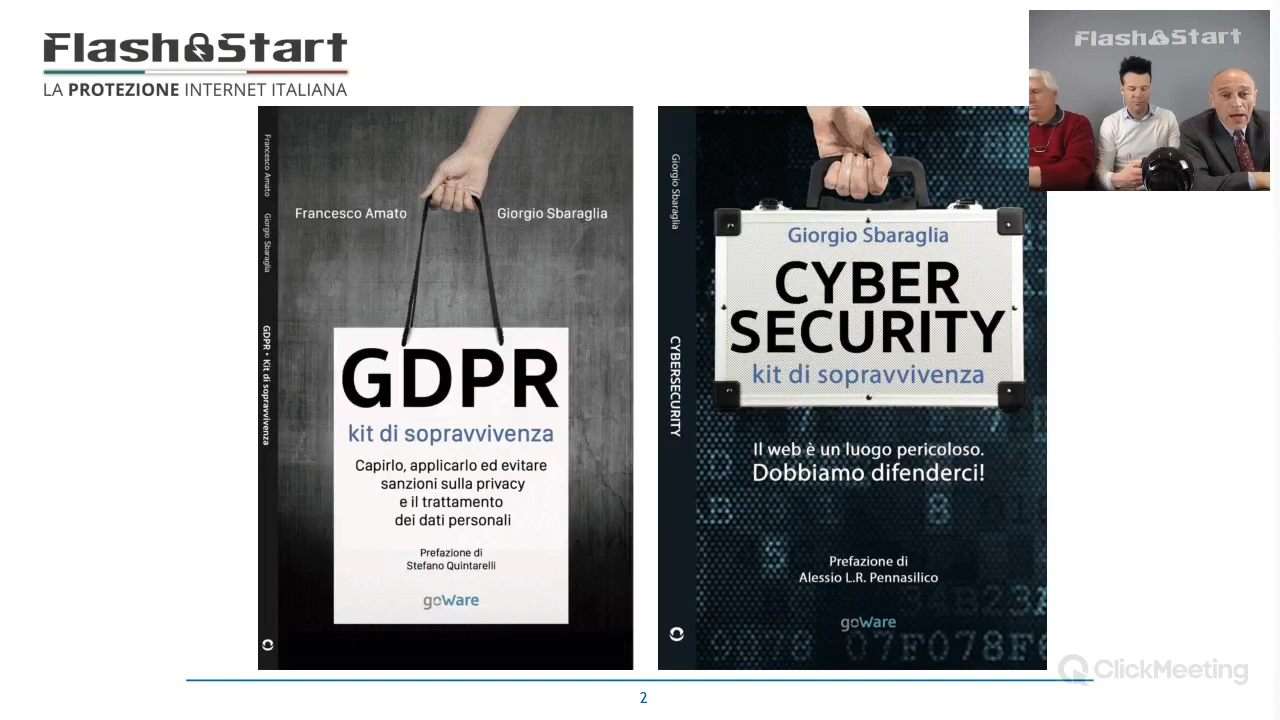 Flash Start
LA PROTEZIONE INTERNET ITALIANA
Flash Start
Francesco Amato
Giorgio Sbaraglia
GDPR • Kit di sopravvivenza
Francesco Amato
Giorgio Sbaraglia
GDPR
kit di sopravvivenza
Capirlo, applicarlo ed evitare
sanzioni sulla privacy
e il trattamento
dei dati personali
Prefazione di
Stefano Quintarelli
goWare
Giorgio Sbaraglia
CYBERSECURITY
Giorgio Sbaraglia
CYBER
SECURITY
kit di sopravvivenza
Il web è un luogo pericoloso.
Dobbiamo difenderci!
B
8
Prefazione di
Alessio L.R. Pennasilico
goWare
07F078F
ClickMeeting
2